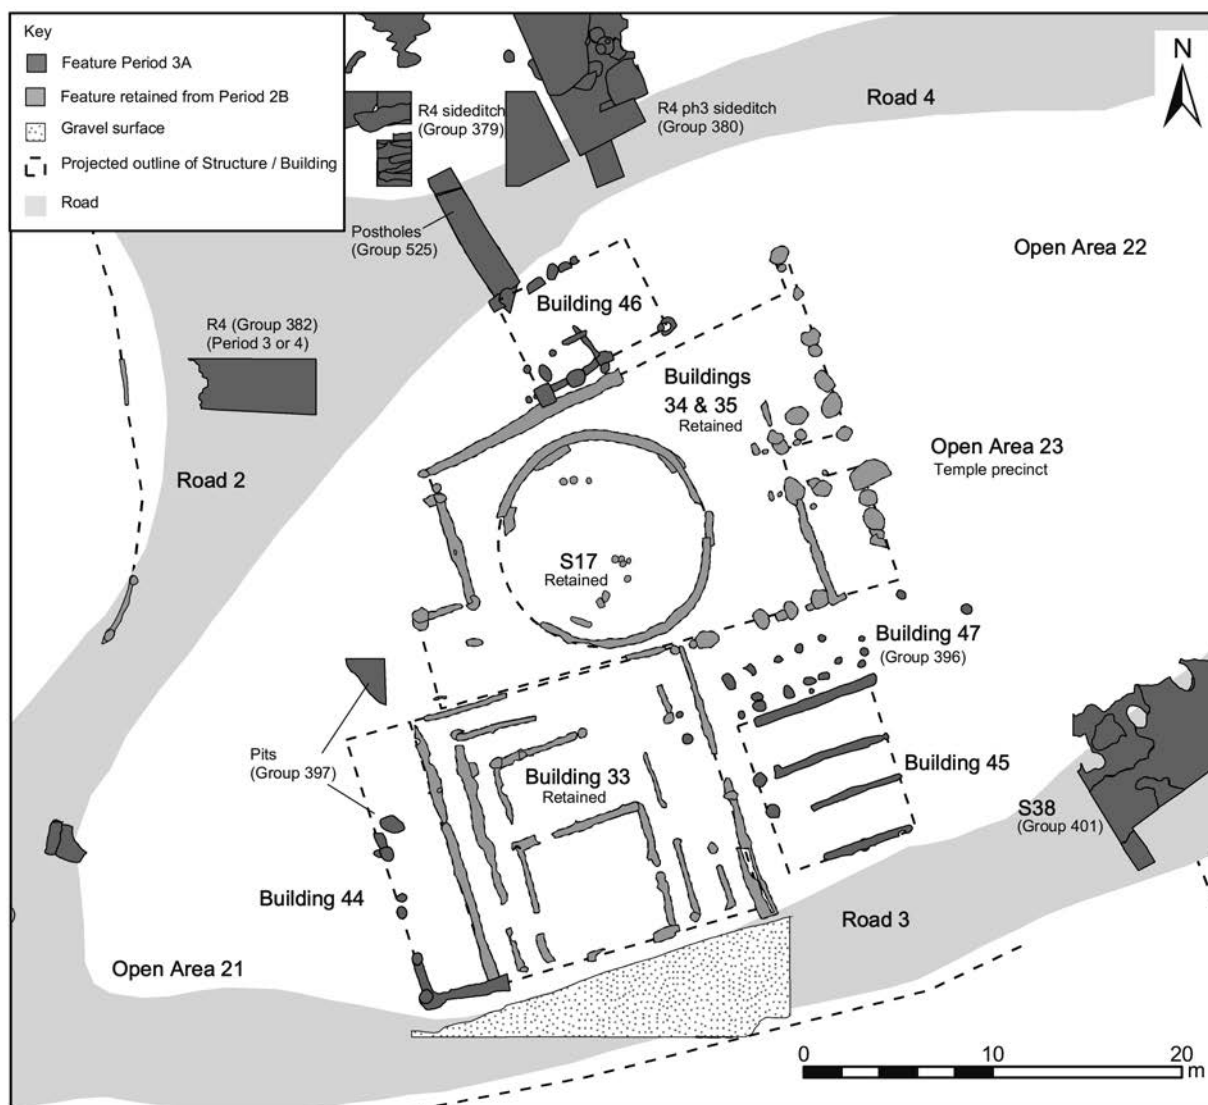 Key
Feature Period 3A
Feature retained from Period 2B
Gravel surface
Projected outline of Structure / Building
Road
N
Road 4
R4 sideditch
(Group 379)
R4 ph3 sideditch
(Group 380)
Postholes
(Group 525)
Open Area 22
Building 46
R4 (Group 382)
(Period 3 or 4)
Buildings
34 & 35
Retained
Open Area 23
Temple precinct
Road 2
S17
Retained
Building 47
(Group 396)
Pits
(Group 397)
Building 33
Retained
Building 45
S38
(Group 401)
Building 44
Road 3
Open Area 21
0
10
20
m